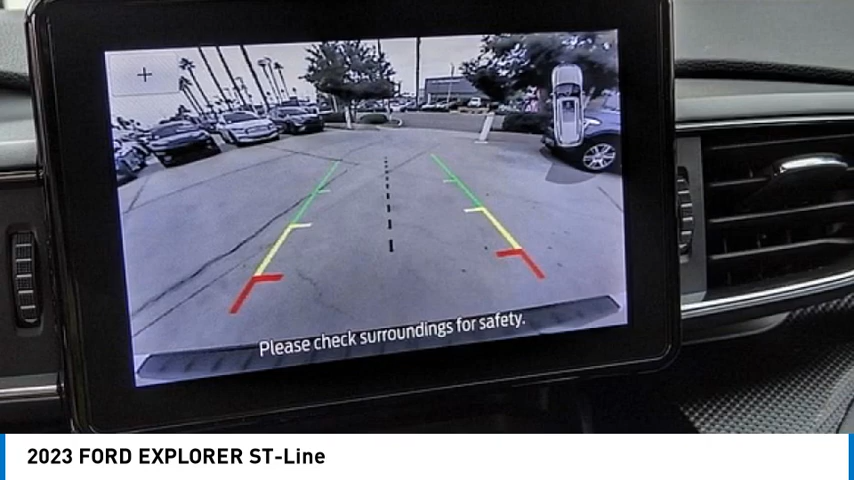 Please check surroundings for safety.
2023 FORD EXPLORER ST-Line